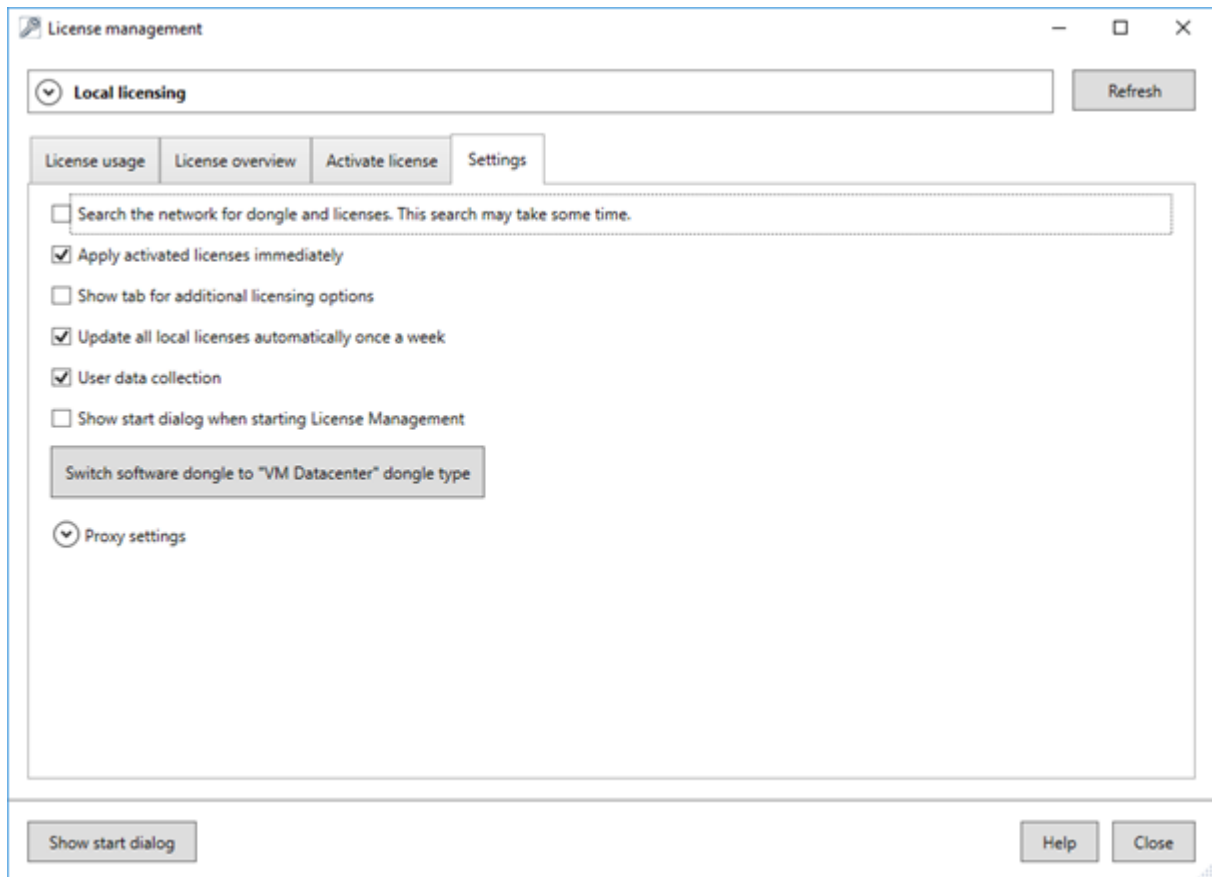 License management
Local licensing
Refresh
License usage
License overview
Activate license
Settings
Search the network for dongle and licenses. This search may take some time.
Apply activated licenses immediately
Show tab for additional licensing options
Update all local licenses automatically once a week
User data collection
Show start dialog when starting License Management
Switch software dongle to "VM Datacenter" dongle type
Proxy settings
Show start dialog
Help
Close